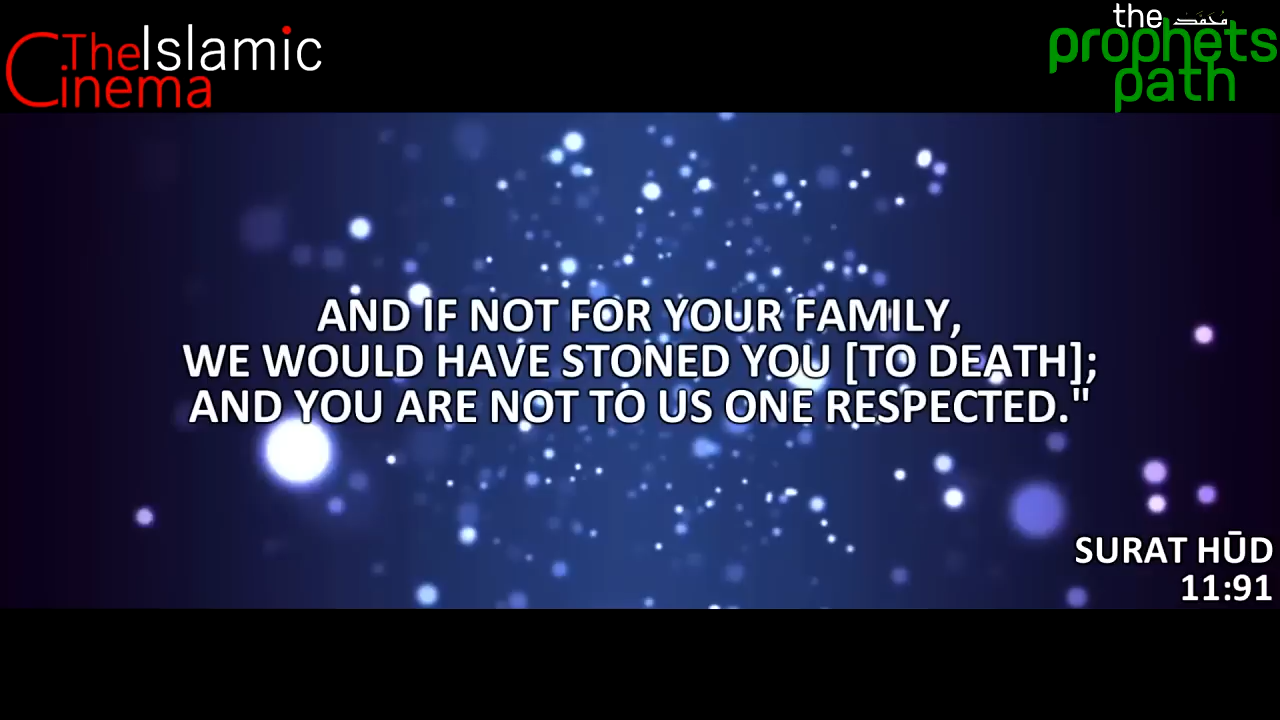 The Islamic
Cinema
the مُحَمَّد
prophets
path
AND IF NOT FOR YOUR FAMILY,
WE WOULD HAVE STONED YOU [TO DEATH];
AND YOU ARE NOT TO US ONE RESPECTED."
SURAT HŪD
11:91